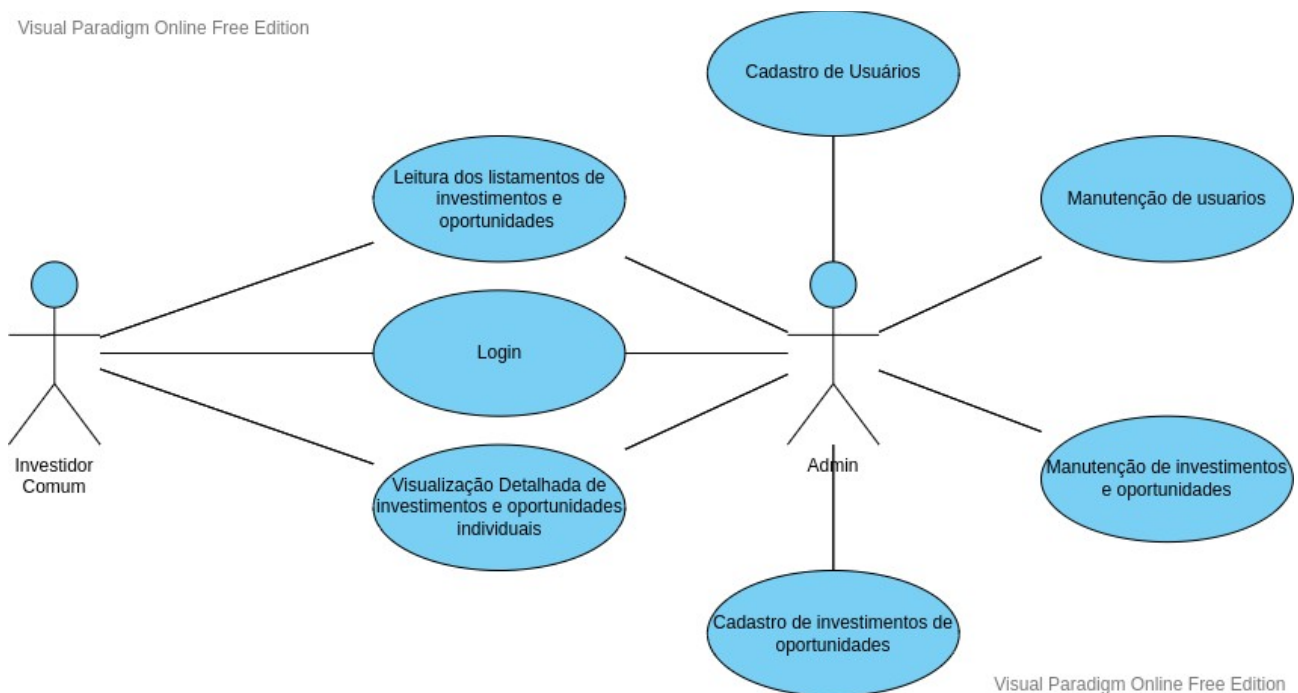 Visual Paradigm Online Free Edition
Cadastro de Usuários
Leitura dos listamentos de
investimentos e
oportunidades
Manutenção de usuarios
Login
Investidor
Comum
Admin
Visualização Detalhada de
investimentos e oportunidades
individuais
Manutenção de investimentos
e oportunidades
Cadastro de investimentos de
oportunidades
Visual Paradigm Online Free Edition